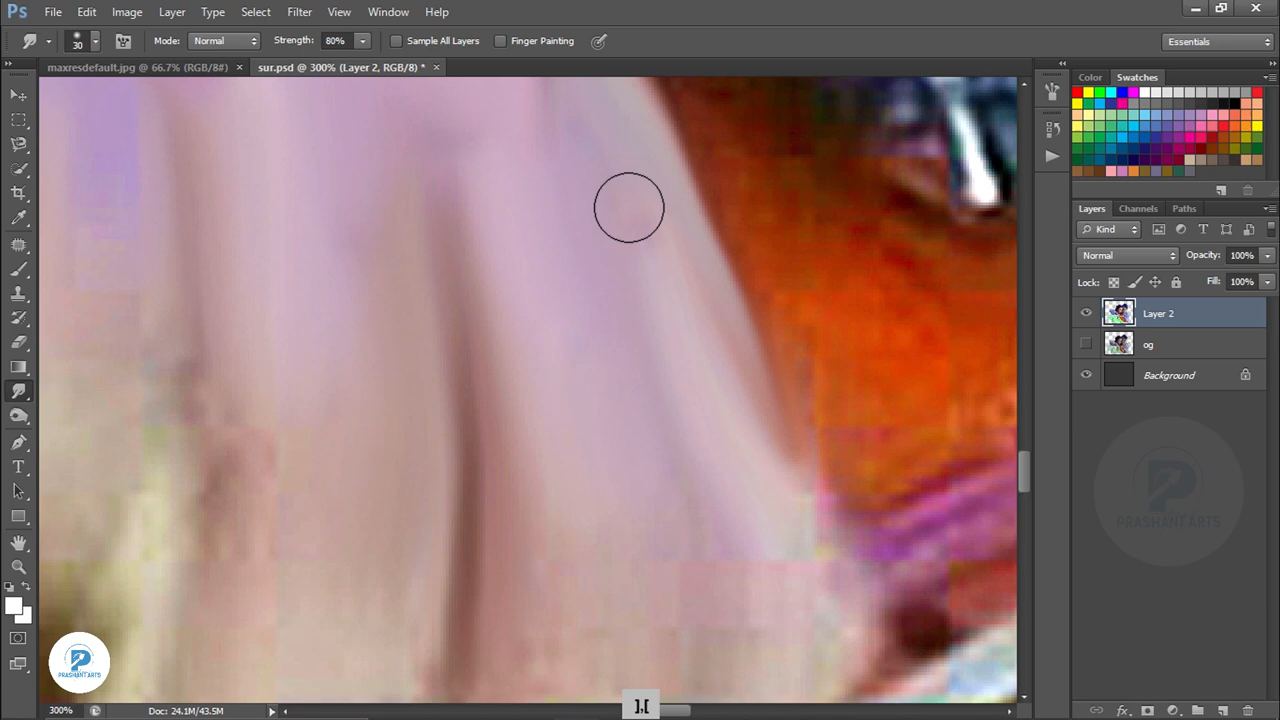 Ps File Edit Image Layer Type Select Filter View Window Help
30 Mode: Normal Strength: 80% Sample All Layers Finger Painting Essentials
maxresdefault.jpg @ 66.7% (RGB/8#) × sur.psd @ 300% (Layer 2, RGB/8) * ×
Color Swatches
Layers Channels Paths
Kind
Normal Opacity: 100%
Lock: Fill: 100%
Layer 2
og
Background
PRASHANT ARTS
PRASHANT ARTS
],[
300% Doc: 24.1M/43.5M